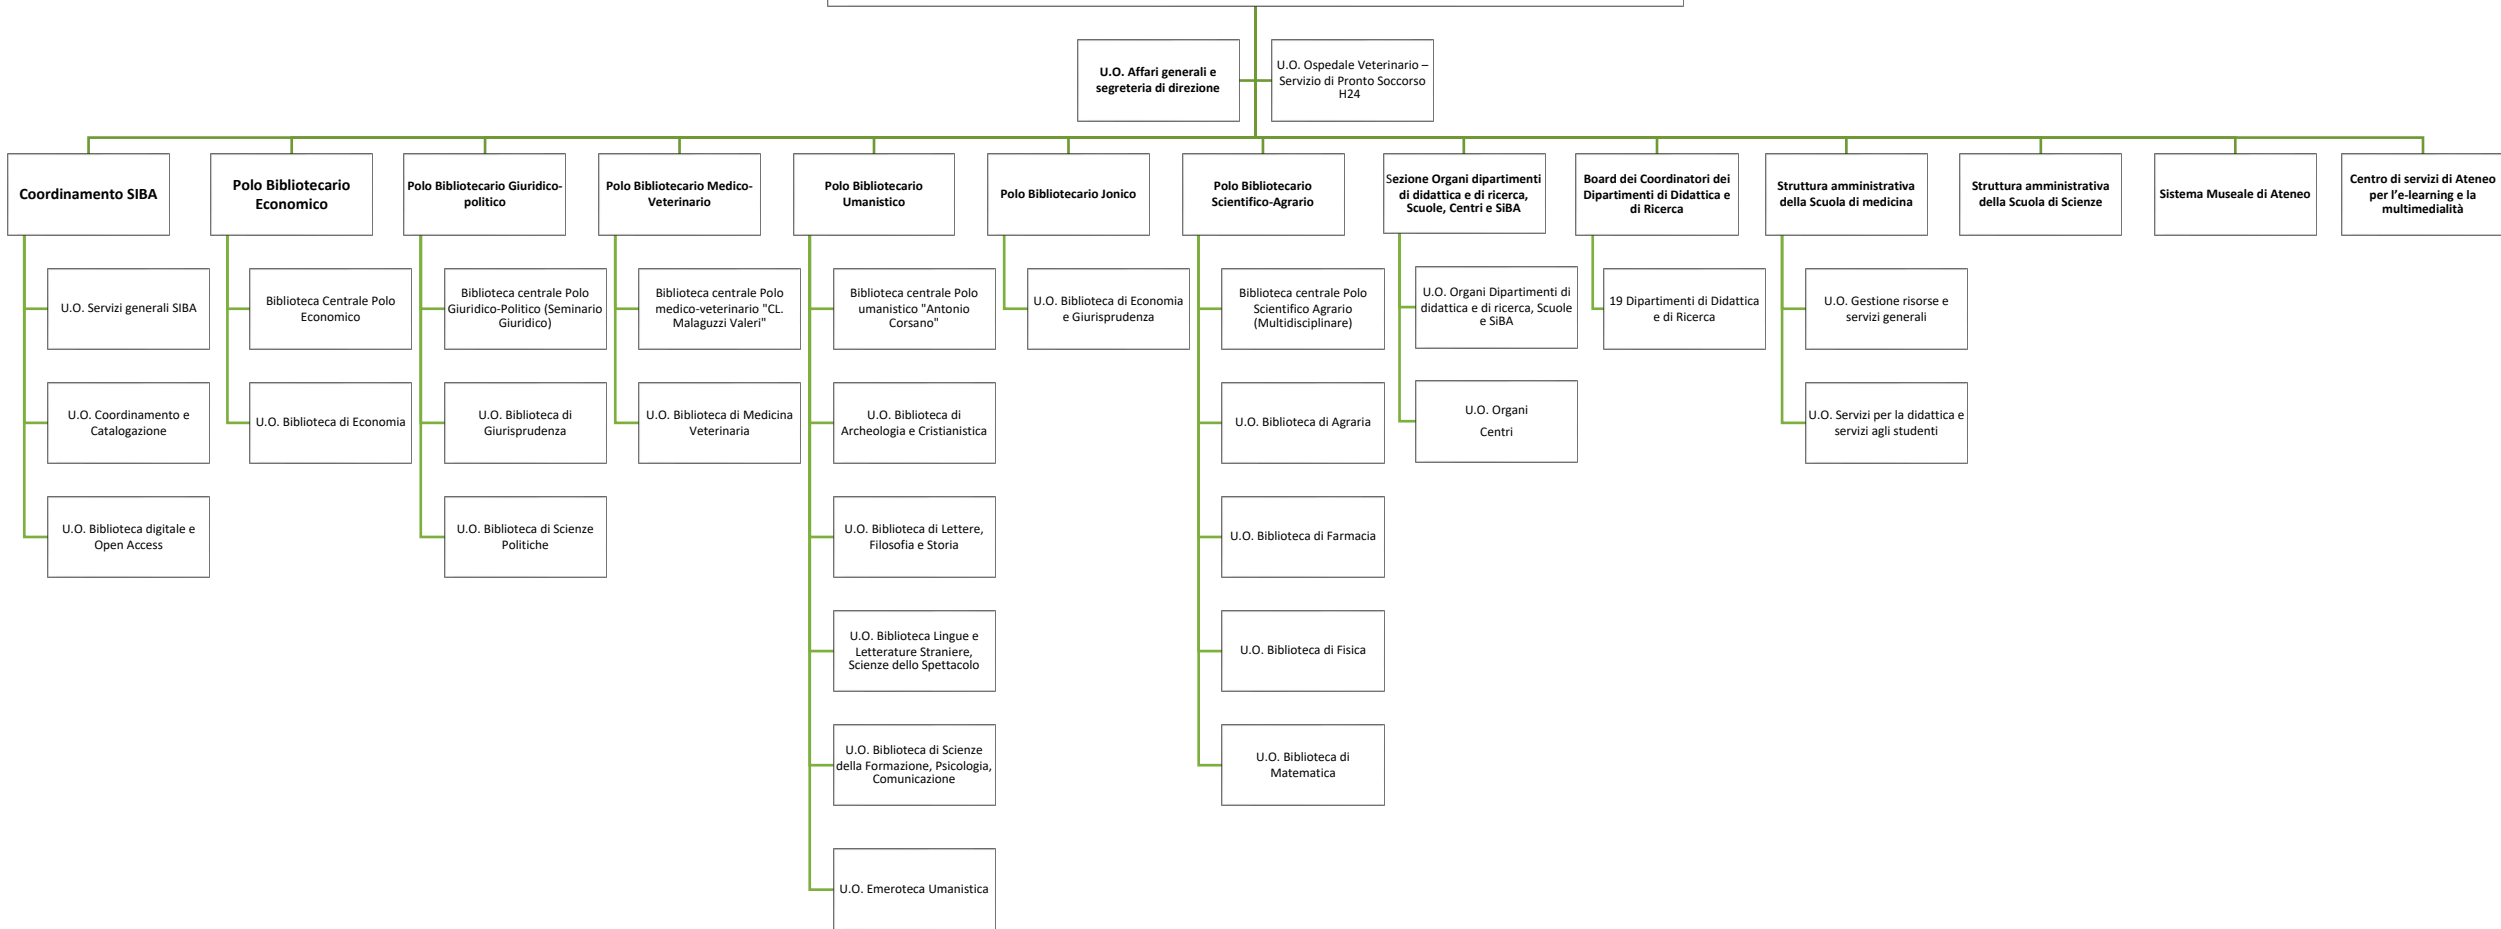 U.O. Affari generali e
segreteria di direzione
U.O. Ospedale Veterinario –
Servizio di Pronto Soccorso
H24
Coordinamento SIBA
U.O. Servizi generali SIBA
U.O. Coordinamento e
Catalogazione
U.O. Biblioteca digitale e
Open Access
Polo Bibliotecario
Economico
Biblioteca Centrale Polo
Economico
U.O. Biblioteca di Economia
Polo Bibliotecario Giuridico-
politico
Biblioteca centrale Polo
Giuridico-Politico (Seminario
Giuridico)
U.O. Biblioteca di
Giurisprudenza
U.O. Biblioteca di Scienze
Politiche
Polo Bibliotecario Medico-
Veterinario
Biblioteca centrale Polo
medico-veterinario "CL.
Malaguzzi Valeri"
U.O. Biblioteca di Medicina
Veterinaria
Polo Bibliotecario
Umanistico
Biblioteca centrale Polo
umanistico "Antonio
Corsano"
U.O. Biblioteca di
Archeologia e Cristianistica
U.O. Biblioteca di Lettere,
Filosofia e Storia
U.O. Biblioteca Lingue e
Letterature Straniere,
Scienze dello Spettacolo
U.O. Biblioteca di Scienze
della Formazione, Psicologia,
Comunicazione
U.O. Emeroteca Umanistica
Polo Bibliotecario Jonico
U.O. Biblioteca di Economia
e Giurisprudenza
Polo Bibliotecario
Scientifico-Agrario
Biblioteca centrale Polo
Scientifico Agrario
(Multidisciplinare)
U.O. Biblioteca di Agraria
U.O. Biblioteca di Farmacia
U.O. Biblioteca di Fisica
U.O. Biblioteca di
Matematica
Sezione Organi dipartimenti
di didattica e di ricerca,
Scuole, Centri e SiBA
U.O. Organi Dipartimenti di
didattica e di ricerca, Scuole
e SiBA
U.O. Organi
Centri
Board dei Coordinatori dei
Dipartimenti di Didattica e
di Ricerca
19 Dipartimenti di Didattica
e di Ricerca
Struttura amministrativa
della Scuola di medicina
U.O. Gestione risorse e
servizi generali
U.O. Servizi per la didattica e
servizi agli studenti
Struttura amministrativa
della Scuola di Scienze
Sistema Museale di Ateneo
Centro di servizi di Ateneo
per l'e-learning e la
multimedialità